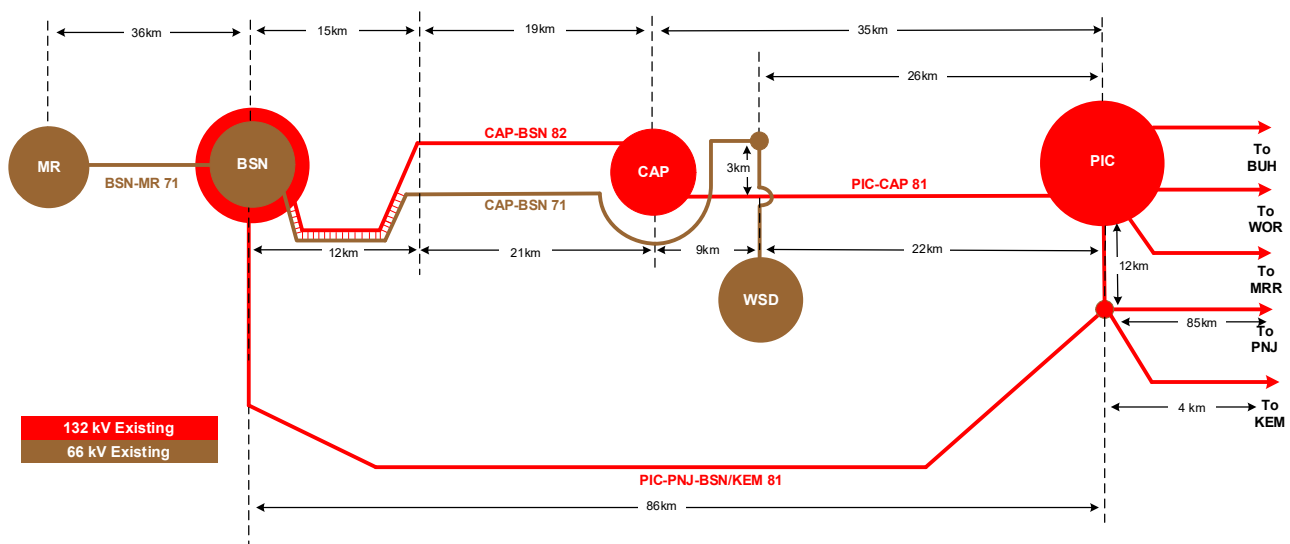 36km
15km
19km
35km
26km
CAP-BSN 82
MR
BSN
CAP
PIC
To
BUH
BSN-MR 71
3km
PIC-CAP 81
CAP-BSN 71
To
WOR
12km
21km
9km
22km
12km
To
MRR
WSD
85km
To
PNJ
4 km
To
KEM
132 kV Existing
66 kV Existing
PIC-PNJ-BSN/KEM 81
86km